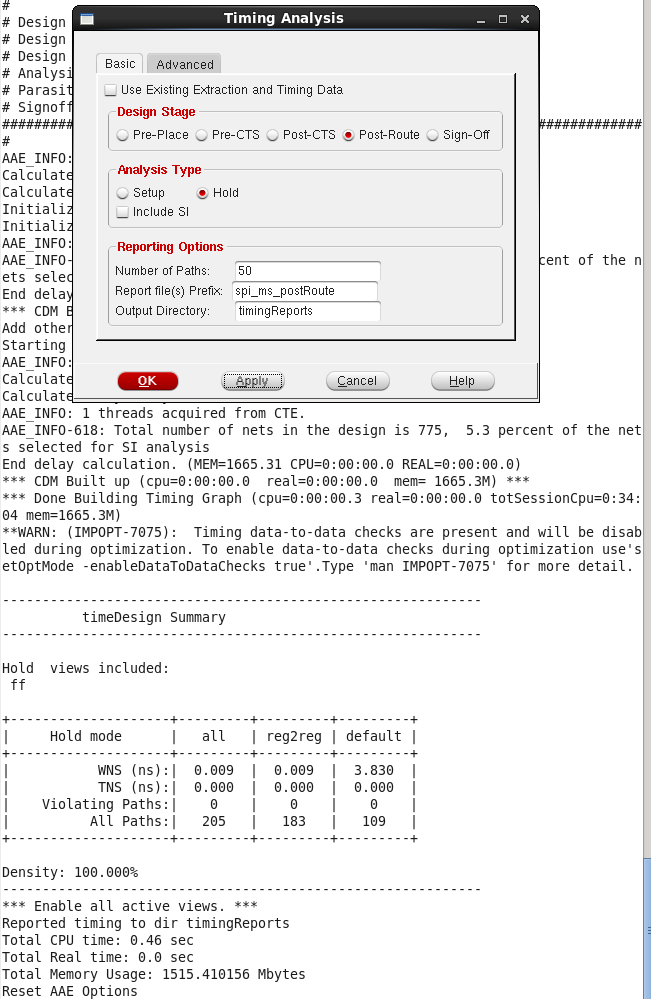 #
# Design
# Design
# Design
# Analysi
# Parasit
# Signoff
#
AAE_INFO:
Calculate
Calculate
Initializ
Initializ
AAE_INFO:
AAE_INFO-
cent of the n
ets selec
End delay
*** CDM B
Add other
Starting
AAE_INFO:
Calculate
Calculate
Timing Analysis
Basic Advanced
Use Existing Extraction and Timing Data
Design Stage
Pre-Place Pre-CTS Post-CTS Post-Route Sign-Off
Analysis Type
Setup Hold
Include SI
Reporting Options
Number of Paths: 50
Report file(s) Prefix: spi_ms_postRoute
Output Directory: timingReports
OK Apply Cancel Help
AAE_INFO: 1 threads acquired from CTE.
AAE_INFO-618: Total number of nets in the design is 775,  5.3 percent of the net
s selected for SI analysis
End delay calculation. (MEM=1665.31 CPU=0:00:00.0 REAL=0:00:00.0)
*** CDM Built up (cpu=0:00:00.0  real=0:00:00.0  mem= 1665.3M) ***
*** Done Building Timing Graph (cpu=0:00:00.3 real=0:00:00.0 totSessionCpu=0:34:
04 mem=1665.3M)
**WARN: (IMPOPT-7075):  Timing data-to-data checks are present and will be disab
led during optimization. To enable data-to-data checks during optimization use's
etOptMode -enableDataToDataChecks true'.Type 'man IMPOPT-7075' for more detail.
------------------------------------------------------------
          timeDesign Summary
------------------------------------------------------------
Hold  views included:
 ff
+--------------------+---------+---------+---------+
|     Hold mode      |   all   | reg2reg | default |
+--------------------+---------+---------+---------+
|           WNS (ns):|  0.009  |  0.009  |  3.830  |
|           TNS (ns):|  0.000  |  0.000  |  0.000  |
|    Violating Paths:|    0    |    0    |    0    |
|          All Paths:|   205   |   183   |   109   |
+--------------------+---------+---------+---------+
Density: 100.000%
------------------------------------------------------------
*** Enable all active views. ***
Reported timing to dir timingReports
Total CPU time: 0.46 sec
Total Real time: 0.0 sec
Total Memory Usage: 1515.410156 Mbytes
Reset AAE Options